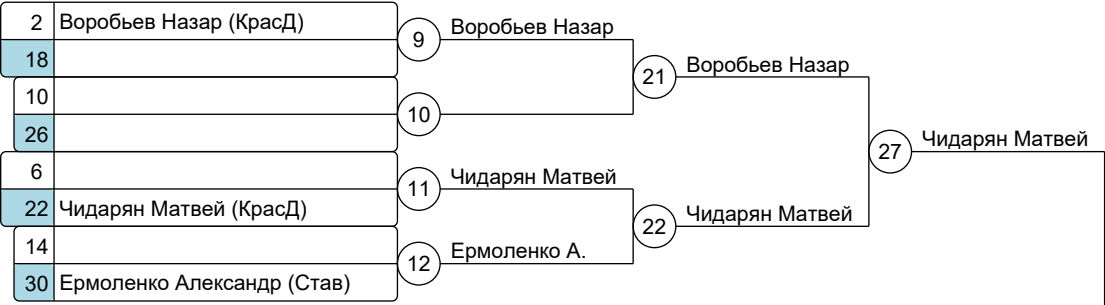 2 Воробьев Назар (КрасД)
9 Воробьев Назар
18
21 Воробьев Назар
10
10
26
27 Чидарян Матвей
6
11 Чидарян Матвей
22 Чидарян Матвей (КрасД)
22 Чидарян Матвей
14
12 Ермоленко А.
30 Ермоленко Александр (Став)